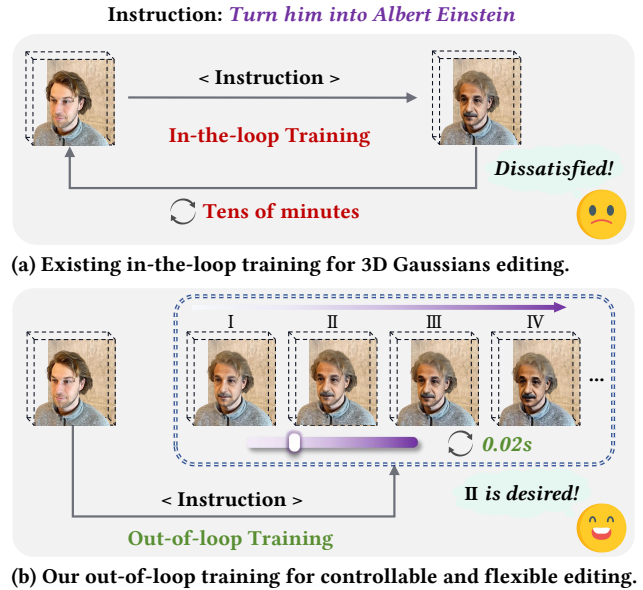 Instruction: Turn him into Albert Einstein
< Instruction >
In-the-loop Training
Dissatisfied!
Tens of minutes
(a) Existing in-the-loop training for 3D Gaussians editing.
I II III IV
...
0.02s
< Instruction >
II is desired!
Out-of-loop Training
(b) Our out-of-loop training for controllable and flexible editing.